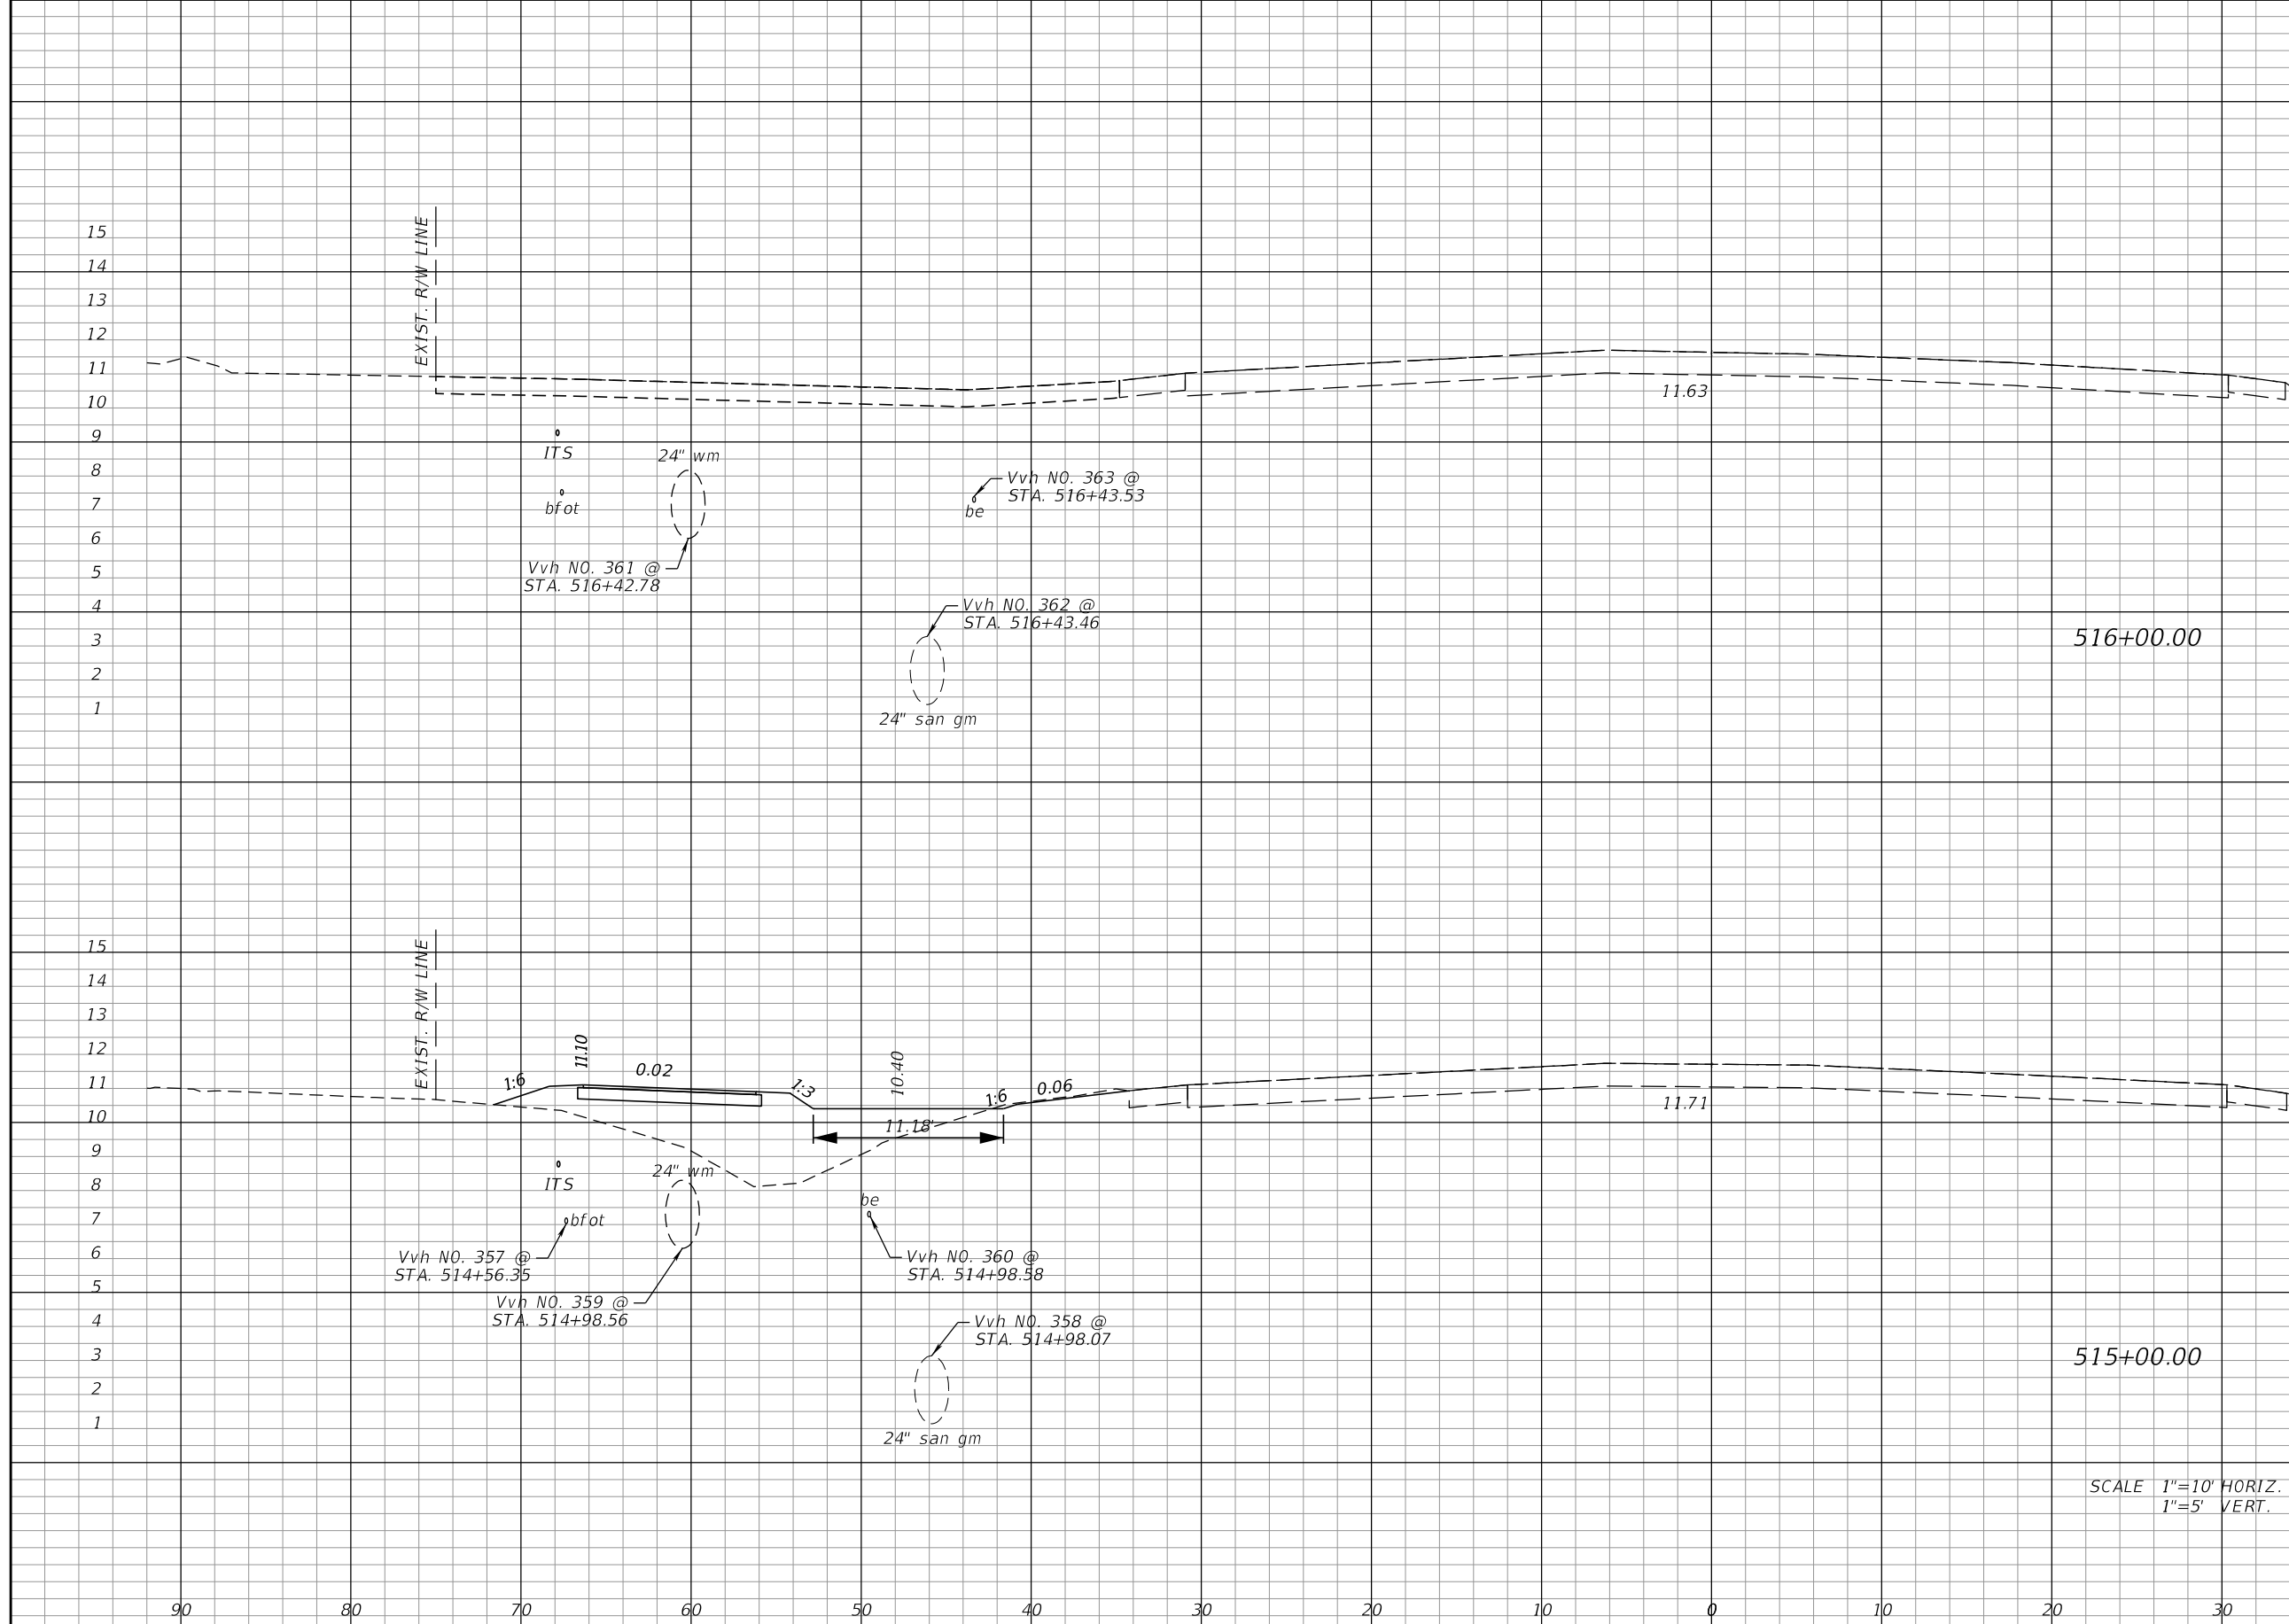 15
14
13
12
11
10
9
8
7
6
5
4
3
2
1
EXIST. R/W LINE
11.63
ITS
24" wm
bfot
Vvh NO. 363 @
STA. 516+43.53
be
Vvh NO. 361 @
STA. 516+42.78
Vvh NO. 362 @
STA. 516+43.46
24" san gm
516+00.00
15
14
13
12
11
10
9
8
7
6
5
4
3
2
1
EXIST. R/W LINE
1:6
11.10
0.02
1:3
10.40
1:6
0.06
11.18'
11.71
24" wm
ITS
be
bfot
Vvh NO. 357 @
STA. 514+56.35
Vvh NO. 360 @
STA. 514+98.58
Vvh NO. 359 @
STA. 514+98.56
Vvh NO. 358 @
STA. 514+98.07
24" san gm
515+00.00
SCALE 1"=10' HORIZ.
1"=5' VERT.
90 80 70 60 50 40 30 20 10 0 10 20 30